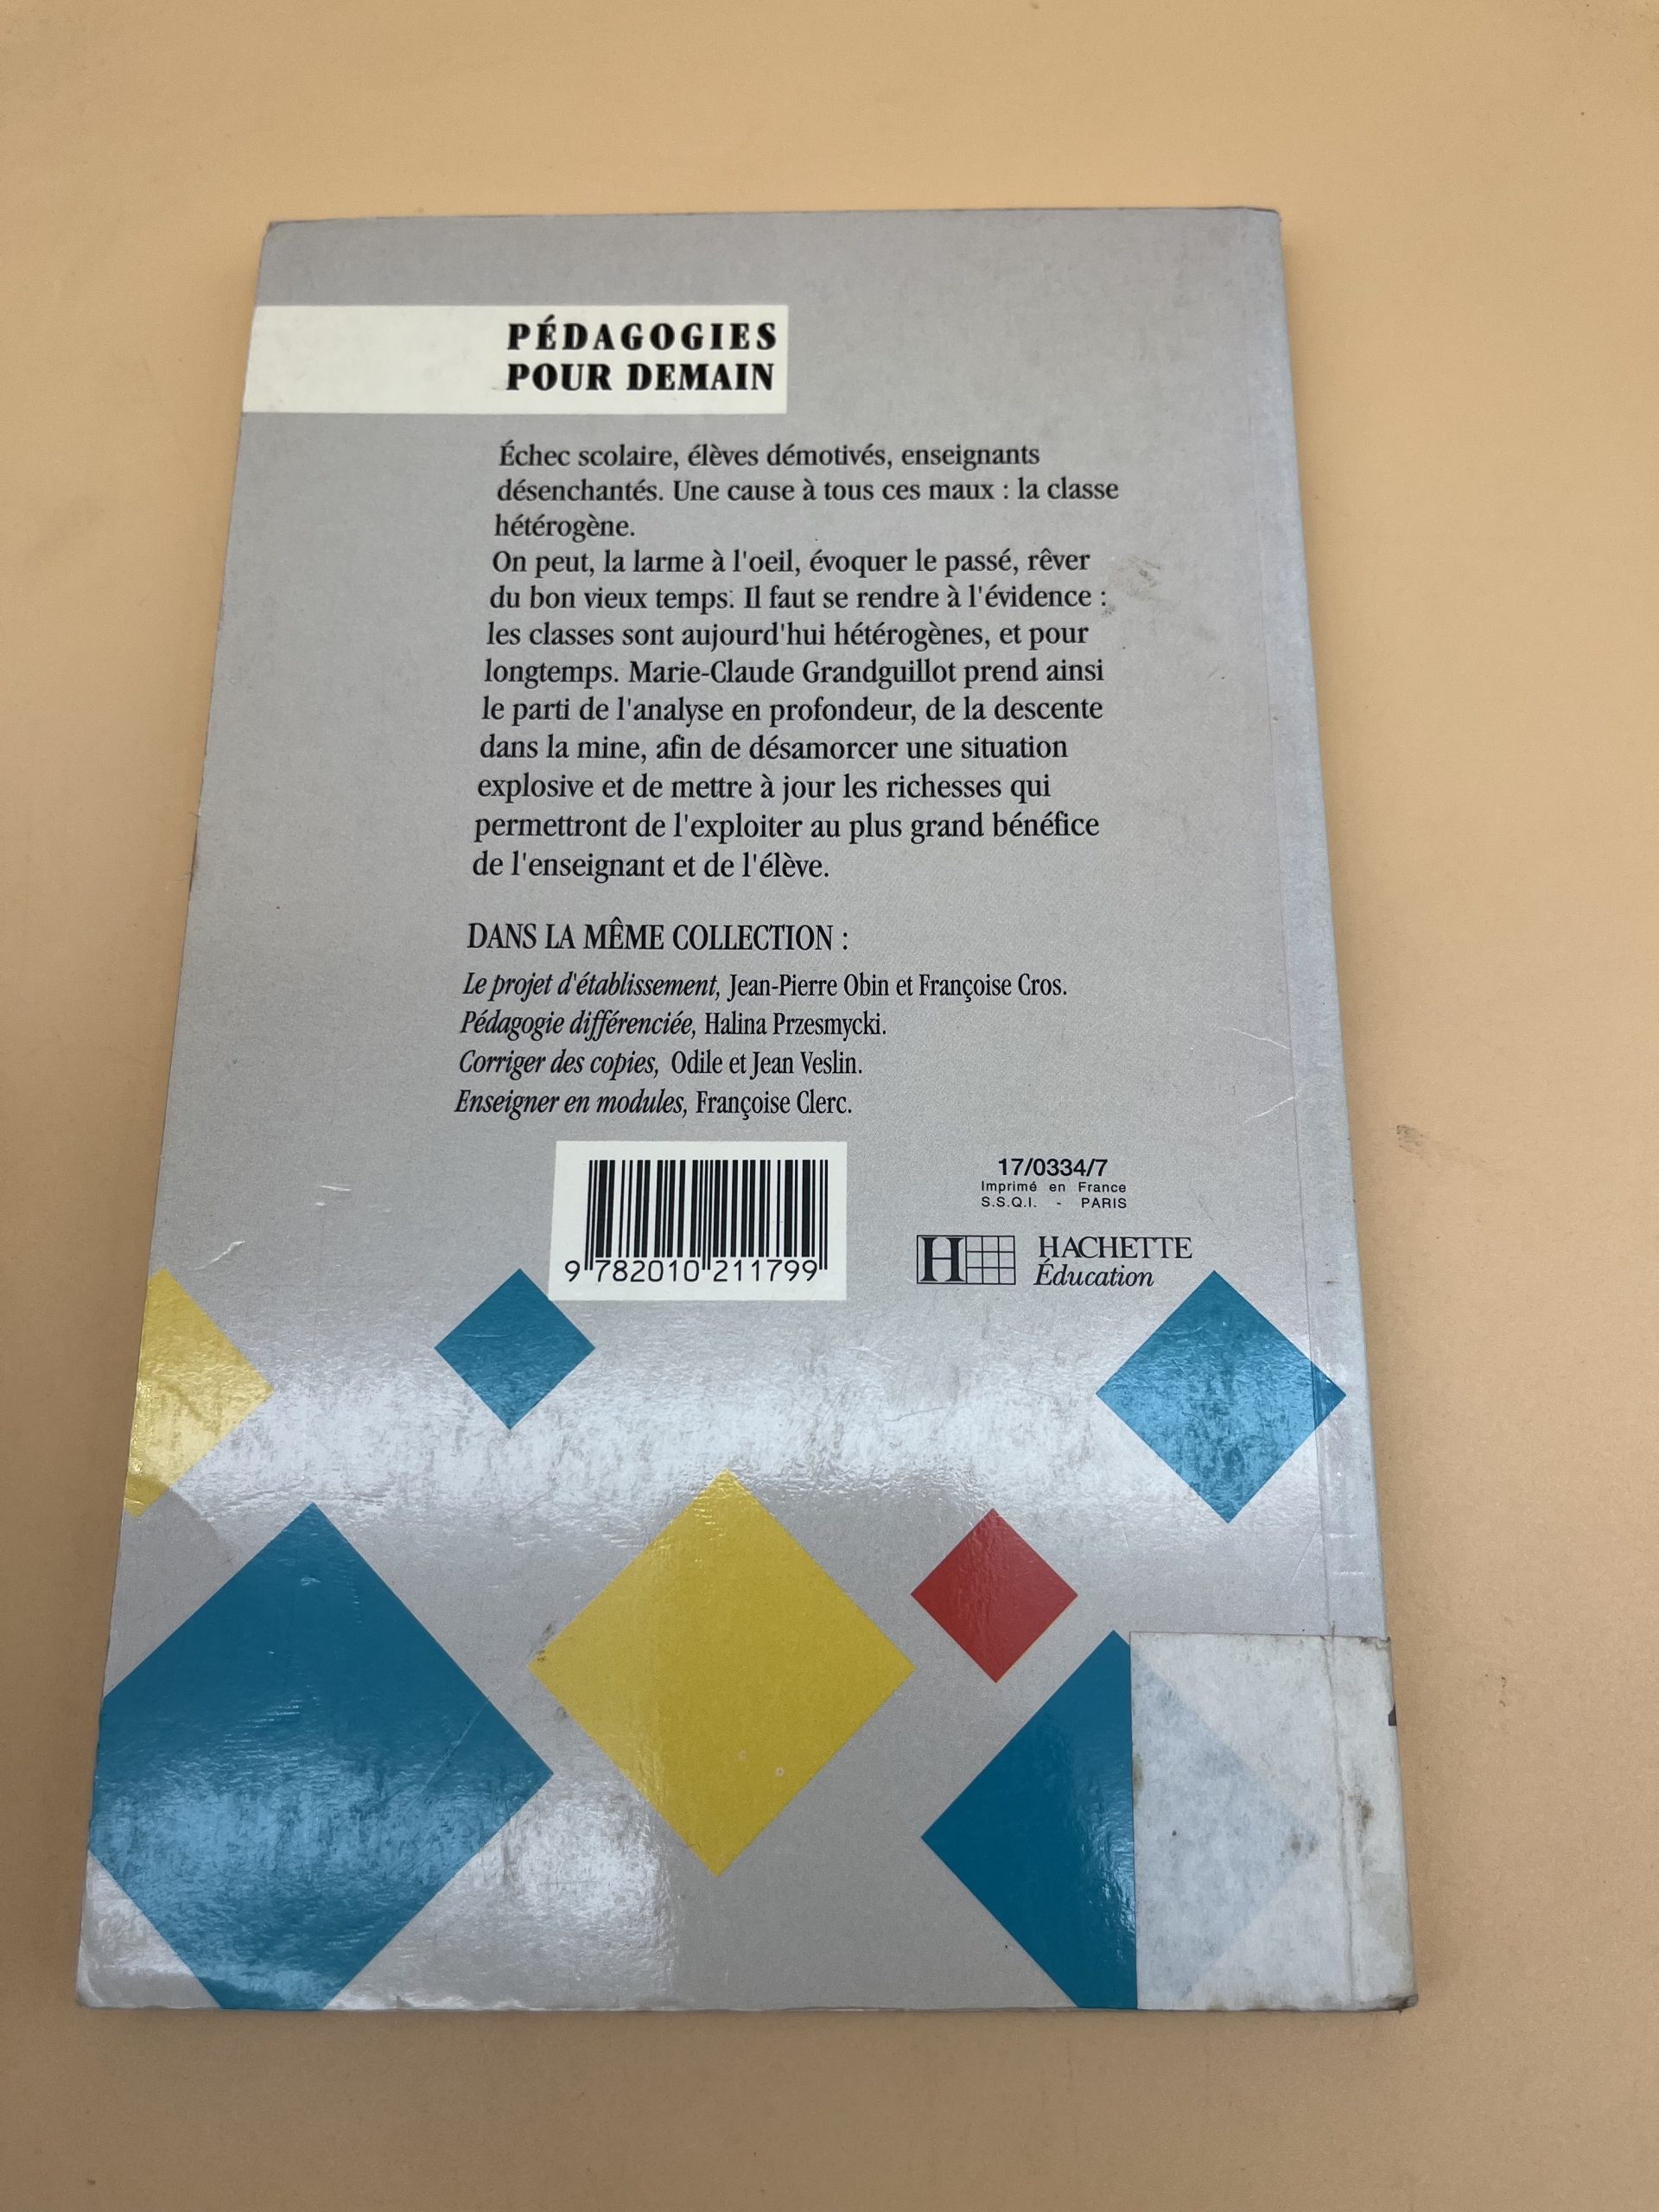 PÉDAGOGIES
POUR DEMAIN
Échec scolaire, élèves démotivés, enseignants
désenchantés. Une cause à tous ces maux : la classe
hétérogène.
On peut, la larme à l'oeil, évoquer le passé, rêver
du bon vieux temps. Il faut se rendre à l'évidence :
les classes sont aujourd'hui hétérogènes, et pour
longtemps. Marie-Claude Grandguillot prend ainsi
le parti de l'analyse en profondeur, de la descente
dans la mine, afin de désamorcer une situation
explosive et de mettre à jour les richesses qui
permettront de l'exploiter au plus grand bénéfice
de l'enseignant et de l'élève.
DANS LA MÊME COLLECTION :
Le projet d'établissement, Jean-Pierre Obin et Françoise Cros.
Pédagogie différenciée, Halina Przesmycki.
Corriger des copies, Odile et Jean Veslin.
Enseigner en modules, Françoise Clerc.
9 782010 211799
17/0334/7
Imprimé en France
S.S.Q.I. - PARIS
H HACHETTE
Éducation